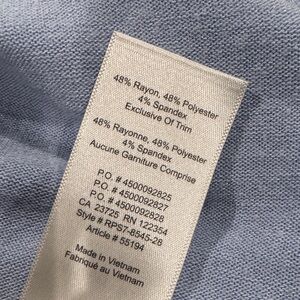 48% Rayon, 48% Polyester
4% Spandex
Exclusive Of Trim
48% Rayonne, 48% Polyester
4% Spandex
Aucune Garniture Comprise
P.O. # 4500092825
P.O. # 4500092827
P.O. # 4500092828
CA 23725 RN 122354
Style # RPS7-8545-28
Article # 55194
Made in Vietnam
Fabriqué au Vietnam